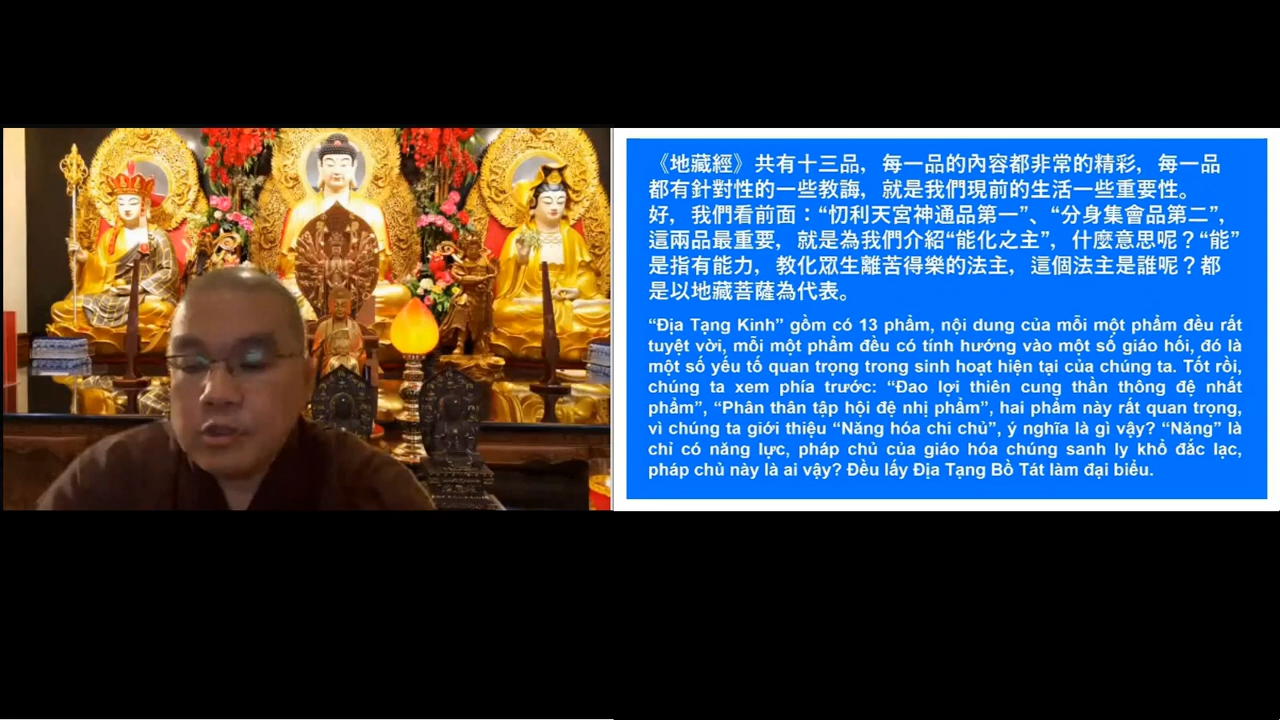 《地藏經》共有十三品，每一品的內容都非常的精彩，每一品
都有針對性的一些教誨，就是我們現前的生活一些重要性。
好，我們看前面：“忉利天宮神通品第一”、“分身集會品第二”，
這兩品最重要，就是為我們介紹“能化之主”，什麼意思呢？“能”
是指有能力，教化眾生離苦得樂的法主，這個法主是誰呢？都
是以地藏菩薩為代表。
“Địa Tạng Kinh” gồm có 13 phẩm, nội dung của mỗi một phẩm đều rất
tuyệt vời, mỗi một phẩm đều có tính hướng vào một số giáo hối, đó là
một số yếu tố quan trọng trong sinh hoạt hiện tại của chúng ta. Tốt rồi,
chúng ta xem phía trước: “Đao lợi thiên cung thần thông đệ nhất
phẩm”, “Phân thân tập hội đệ nhị phẩm”, hai phẩm này rất quan trọng,
vì chúng ta giới thiệu “Năng hóa chi chủ”, ý nghĩa là gì vậy? “Năng” là
chỉ có năng lực, pháp chủ của giáo hóa chúng sanh ly khổ đắc lạc,
pháp chủ này là ai vậy? Đều lấy Địa Tạng Bồ Tát làm đại biểu.